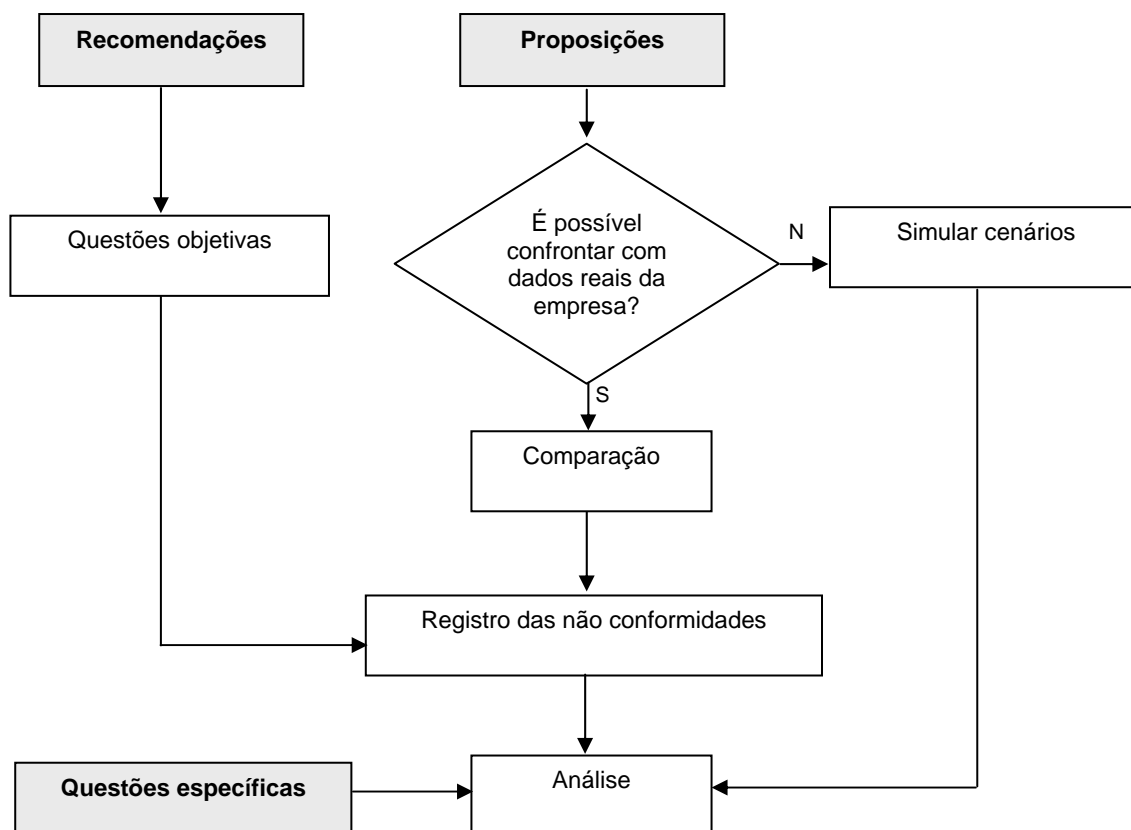 Recomendações
Proposições
É possível
confrontar com
dados reais da
empresa?
N
Simular cenários
Questões objetivas
S
Comparação
Registro das não conformidades
Questões específicas
Análise